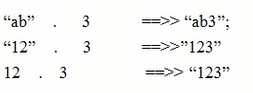 “ab”   .   3   ==>> “ab3”;
“12”   .   3   ==>>”123”
12   .   3   ==>> “123”